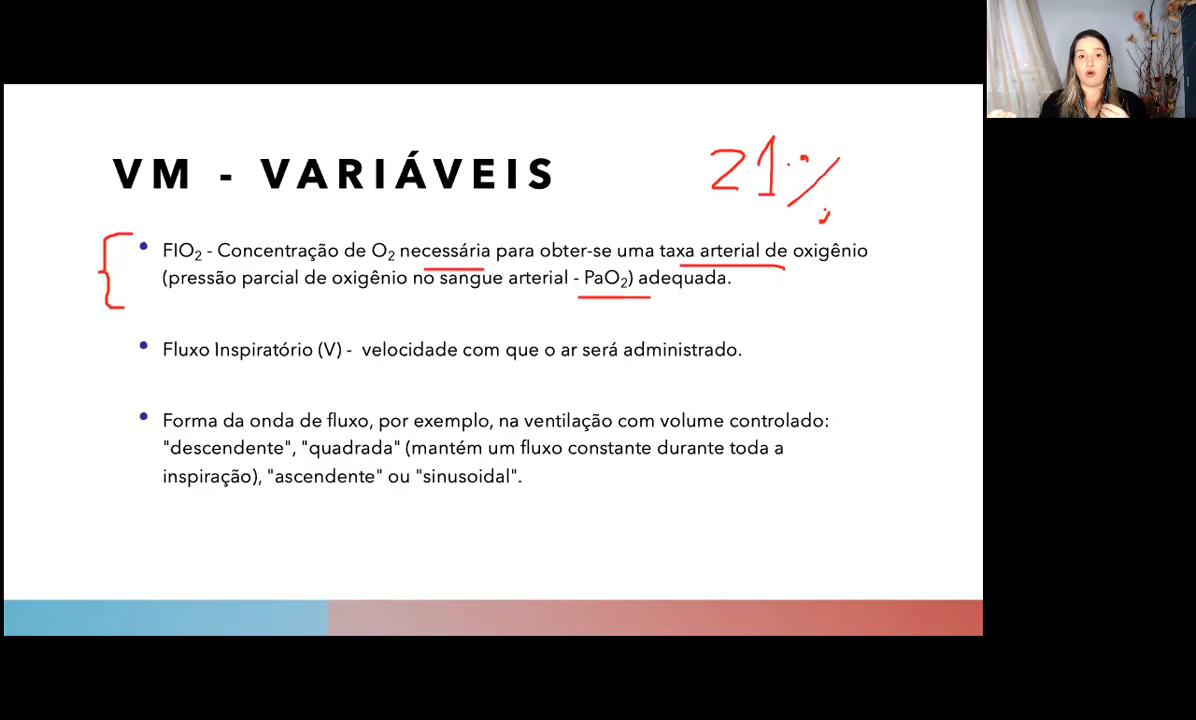 VM - VARIÁVEIS
21%
• FIO₂ - Concentração de O₂ necessária para obter-se uma taxa arterial de oxigênio
(pressão parcial de oxigênio no sangue arterial - PaO₂) adequada.
• Fluxo Inspiratório (V) - velocidade com que o ar será administrado.
• Forma da onda de fluxo, por exemplo, na ventilação com volume controlado:
"descendente", "quadrada" (mantém um fluxo constante durante toda a
inspiração), "ascendente" ou "sinusoidal".